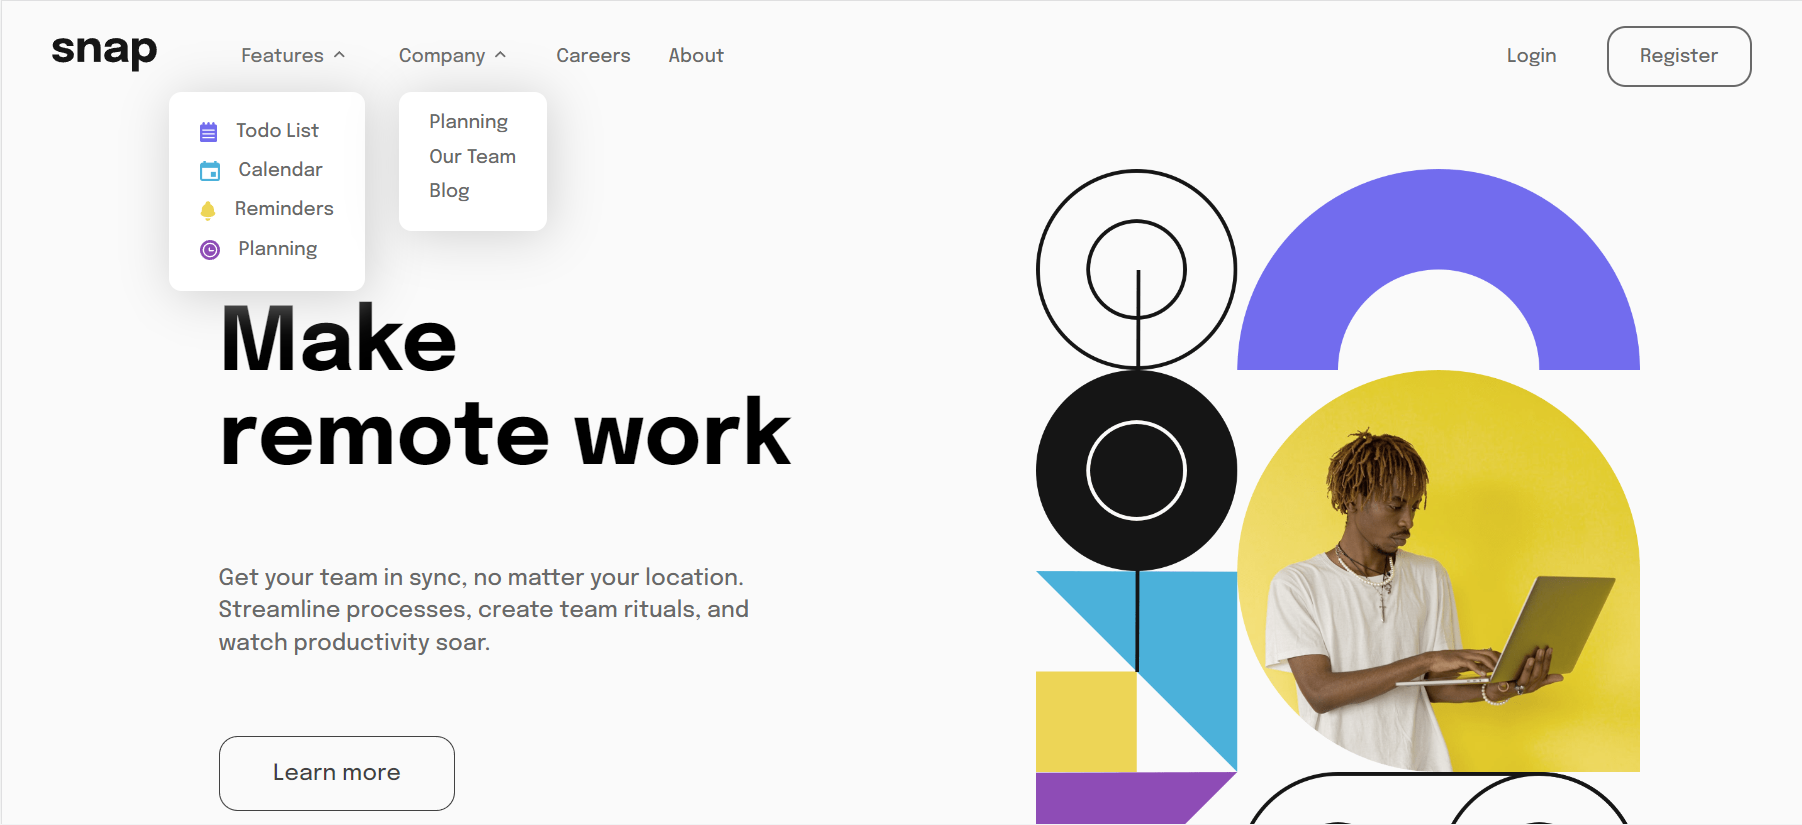 snap
Features
Company
Careers
About
Login
Register
Todo List
Calendar
Reminders
Planning
Planning
Our Team
Blog
Make
remote work
Get your team in sync, no matter your location.
Streamline processes, create team rituals, and
watch productivity soar.
Learn more